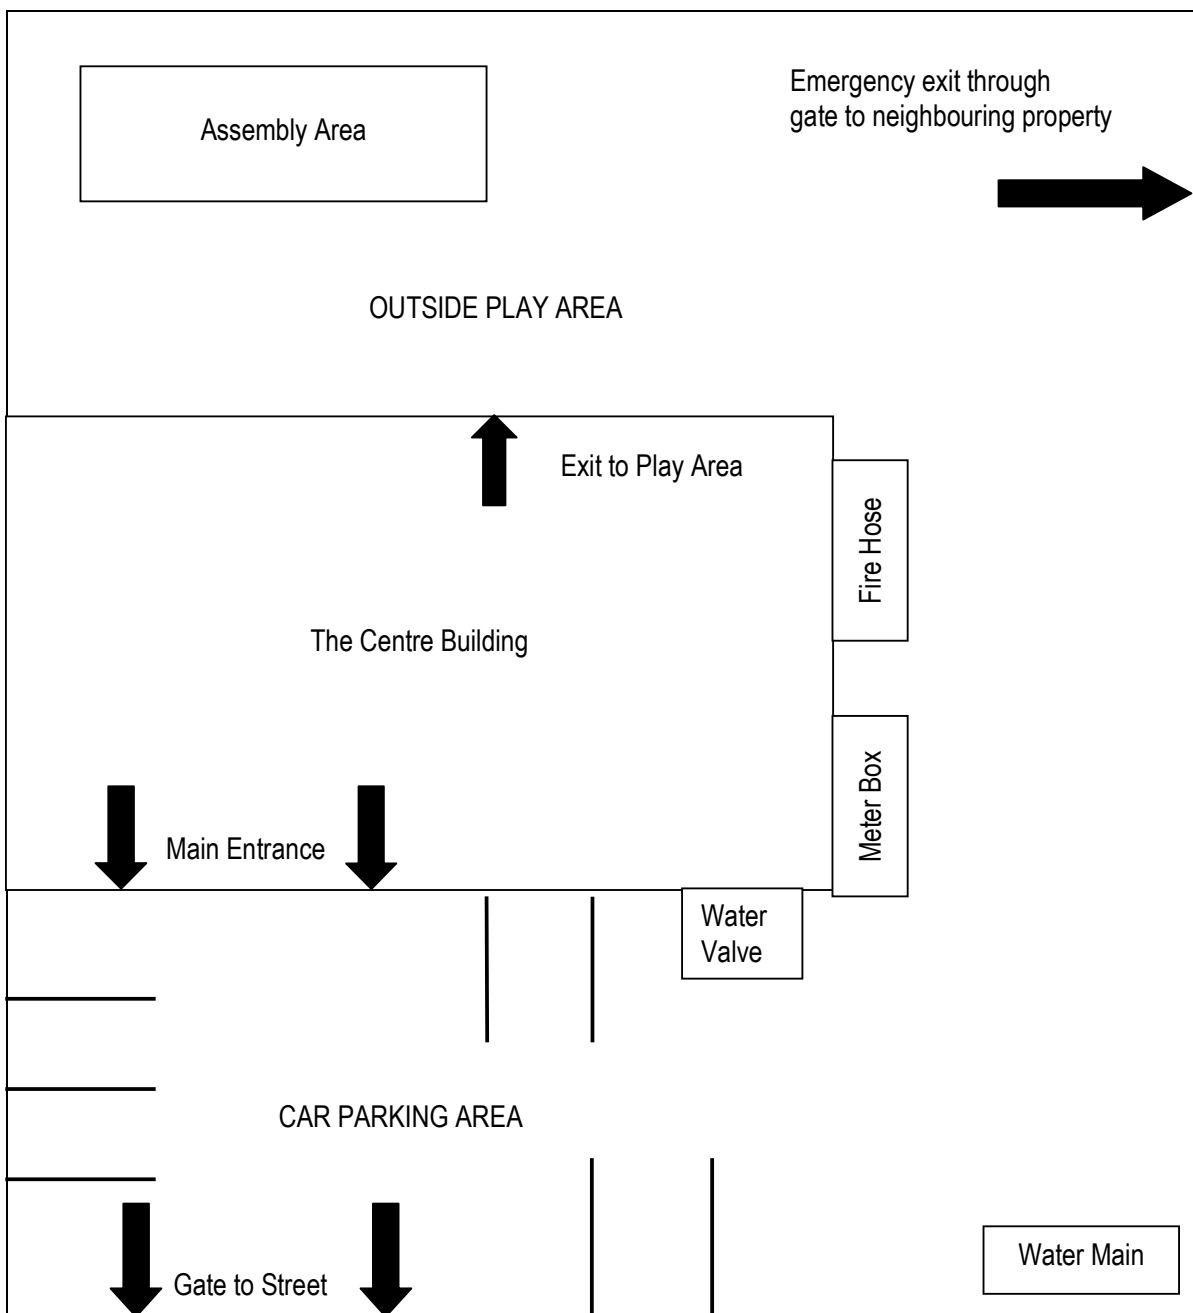 Emergency exit through
gate to neighbouring property
Assembly Area
OUTSIDE PLAY AREA
Exit to Play Area
Fire Hose
The Centre Building
Meter Box
Main Entrance
Water
Valve
CAR PARKING AREA
Water Main
Gate to Street